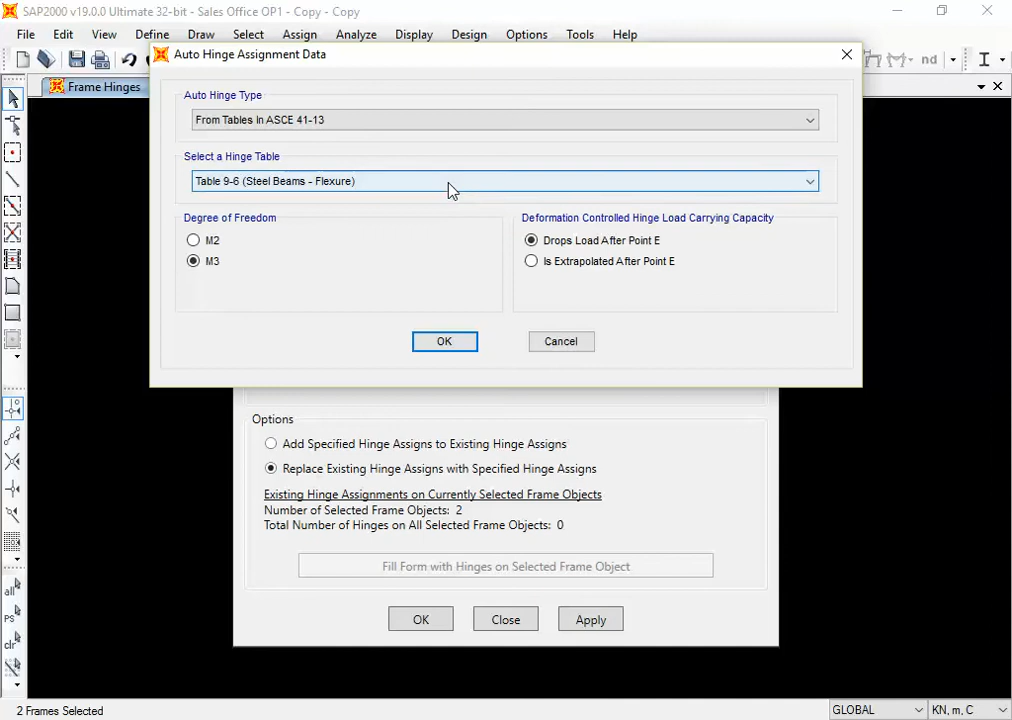 SAP2000 v19.0.0 Ultimate 32-bit - Sales Office OP1 - Copy - Copy
File Edit View Define Draw Select Assign Analyze Display Design Options Tools Help
Auto Hinge Assignment Data
nd
Frame Hinges
Auto Hinge Type
From Tables In ASCE 41-13
Select a Hinge Table
Table 9-6 (Steel Beams - Flexure)
Degree of Freedom
M2
M3
Deformation Controlled Hinge Load Carrying Capacity
Drops Load After Point E
Is Extrapolated After Point E
OK Cancel
Options
Add Specified Hinge Assigns to Existing Hinge Assigns
Replace Existing Hinge Assigns with Specified Hinge Assigns
Existing Hinge Assignments on Currently Selected Frame Objects
Number of Selected Frame Objects: 2
Total Number of Hinges on All Selected Frame Objects: 0
Fill Form with Hinges on Selected Frame Object
OK Close Apply
all
PS
clr
2 Frames Selected
GLOBAL
KN, m, C